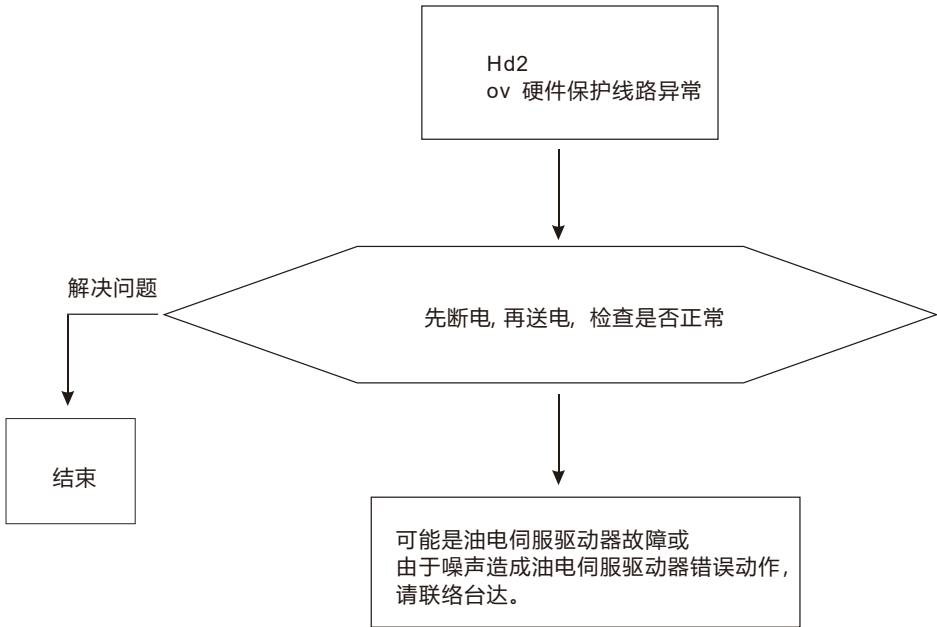 Hd2
ov 硬件保护线路异常
解决问题
先断电, 再送电, 检查是否正常
结束
可能是油电伺服驱动器故障或
由于噪声造成油电伺服驱动器错误动作,
请联络台达。